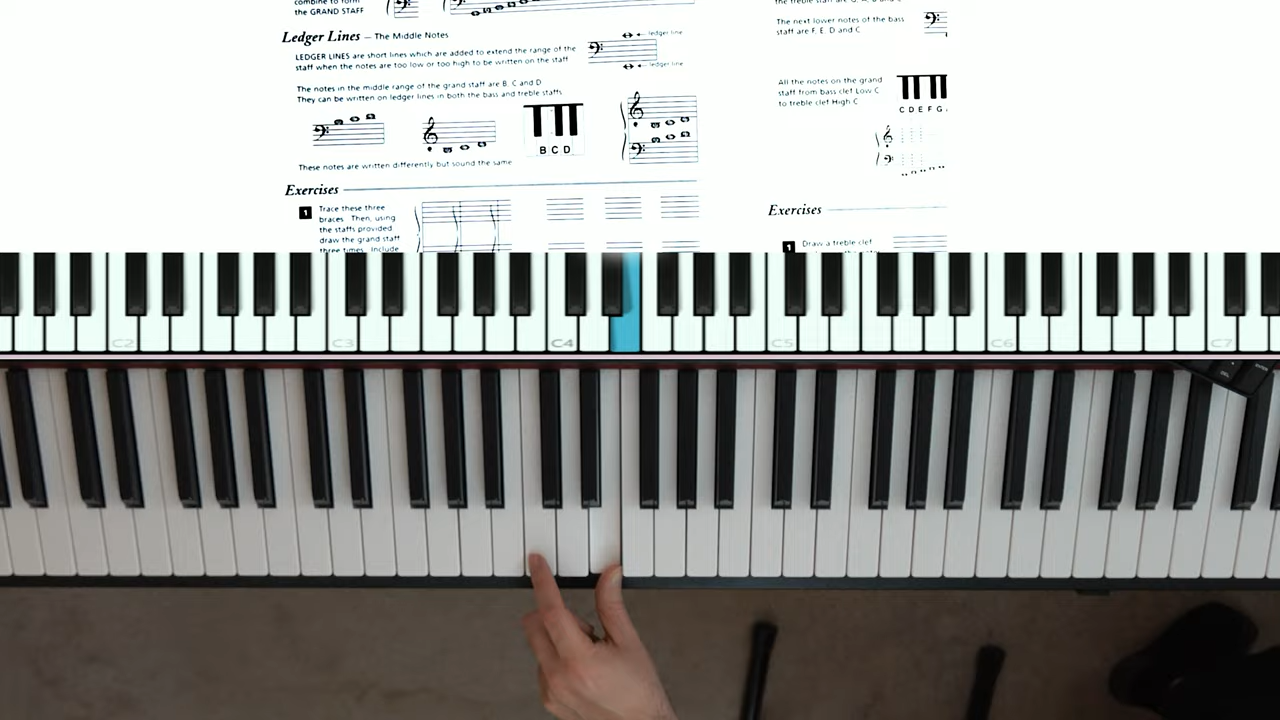 combine to form
the GRAND STAFF
Ledger Lines – The Middle Notes
LEDGER LINES are short lines which are added to extend the range of the
staff when the notes are too low or too high to be written on the staff
ledger line
ledger line
The notes in the middle range of the grand staff are B, C and D
They can be written on ledger lines in both the bass and treble staffs
B C D
These notes are written differently but sound the same
Exercises
1 Trace these three
braces. Then, using
the staffs provided
draw the grand staff
three times. Include
The next lower notes of the bass
staff are F, E, D and C
All the notes on the grand
staff from bass clef Low C
to treble clef High C
C D E F G
Exercises
1 Draw a treble clef
C2 C3 C4 C5 C6 C7